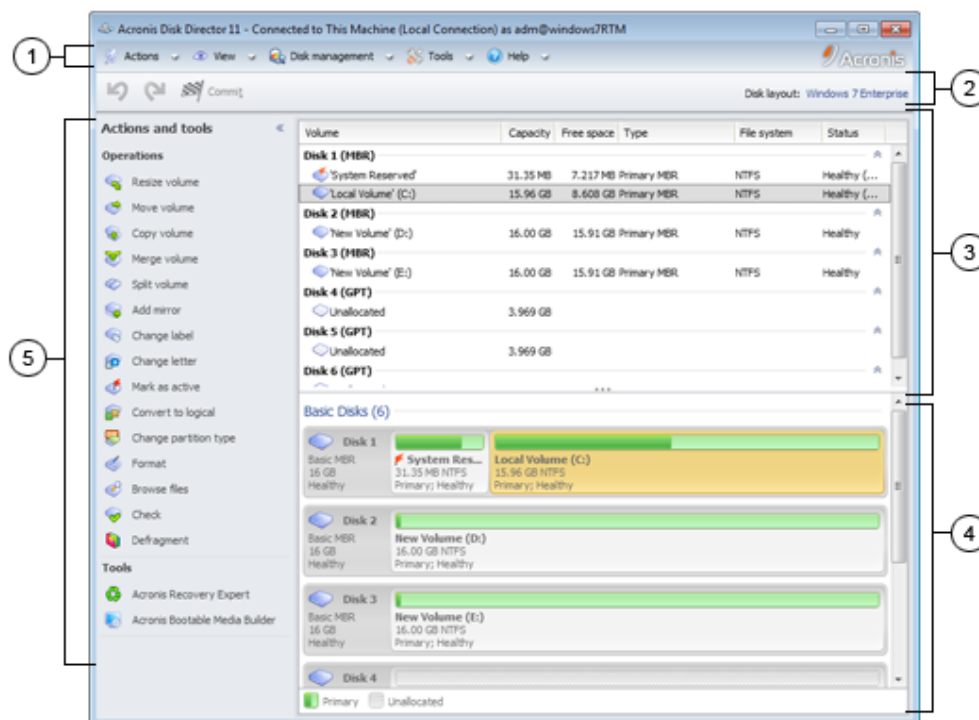 Acronis Disk Director 11 - Connected to This Machine (Local Connection) as adm@windows7RTM
1
Actions View Disk management Tools Help Acronis
2
Commit Disk layout: Windows 7 Enterprise
5
Actions and tools
Operations
Resize volume
Move volume
Copy volume
Merge volume
Split volume
Add mirror
Change label
Change letter
Mark as active
Convert to logical
Change partition type
Format
Browse files
Check
Defragment
Tools
Acronis Recovery Expert
Acronis Bootable Media Builder
3
Volume Capacity Free space Type File system Status
Disk 1 (MBR)
'System Reserved' 31.35 MB 7.217 MB Primary MBR NTFS Healthy (...
'Local Volume' (C:) 15.96 GB 8.608 GB Primary MBR NTFS Healthy (...
Disk 2 (MBR)
'New Volume' (D:) 16.00 GB 15.91 GB Primary MBR NTFS Healthy
Disk 3 (MBR)
'New Volume' (E:) 16.00 GB 15.91 GB Primary MBR NTFS Healthy
Disk 4 (GPT)
Unallocated 3.969 GB
Disk 5 (GPT)
Unallocated 3.969 GB
Disk 6 (GPT)
4
Basic Disks (6)
Disk 1
Basic MBR
16 GB
Healthy
System Res...
31.35 MB NTFS
Primary; Healthy
Local Volume (C:)
15.96 GB NTFS
Primary; Healthy
Disk 2
Basic MBR
16 GB
Healthy
New Volume (D:)
16.00 GB NTFS
Primary; Healthy
Disk 3
Basic MBR
16 GB
Healthy
New Volume (E:)
16.00 GB NTFS
Primary; Healthy
Disk 4
Primary Unallocated